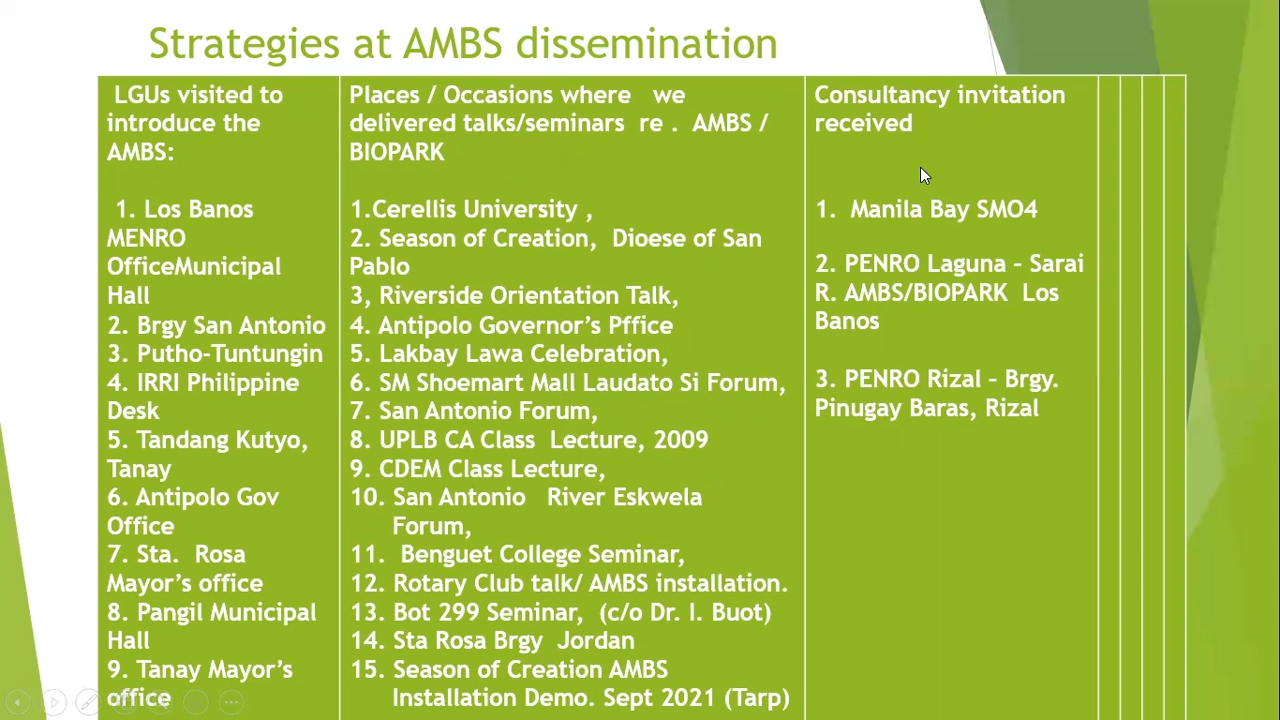 Strategies at AMBS dissemination
LGUs visited to
introduce the
AMBS:
1. Los Banos
MENRO
OfficeMunicipal
Hall
2. Brgy San Antonio
3. Putho-Tuntungin
4. IRRI Philippine
Desk
5. Tandang Kutyo,
Tanay
6. Antipolo Gov
Office
7. Sta. Rosa
Mayor's office
8. Pangil Municipal
Hall
9. Tanay Mayor's
office
Places / Occasions where we
delivered talks/seminars re . AMBS /
BIOPARK
1.Cerellis University ,
2. Season of Creation, Dioese of San
Pablo
3, Riverside Orientation Talk,
4. Antipolo Governor's Pffice
5. Lakbay Lawa Celebration,
6. SM Shoemart Mall Laudato Si Forum,
7. San Antonio Forum,
8. UPLB CA Class Lecture, 2009
9. CDEM Class Lecture,
10. San Antonio River Eskwela
Forum,
11. Benguet College Seminar,
12. Rotary Club talk/ AMBS installation.
13. Bot 299 Seminar, (c/o Dr. I. Buot)
14. Sta Rosa Brgy Jordan
15. Season of Creation AMBS
Installation Demo. Sept 2021 (Tarp)
Consultancy invitation
received
1. Manila Bay SMO4
2. PENRO Laguna – Sarai
R. AMBS/BIOPARK Los
Banos
3. PENRO Rizal – Brgy.
Pinugay Baras, Rizal